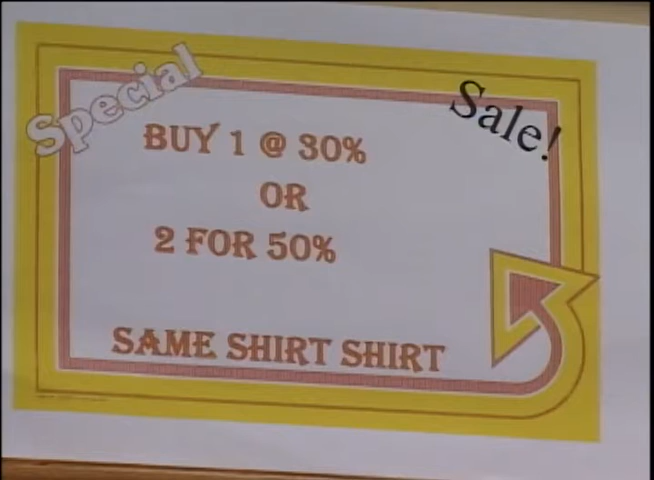 Special
Sale!
BUY 1 @ 30%
OR
2 FOR 50%
SAME SHIRT SHIRT